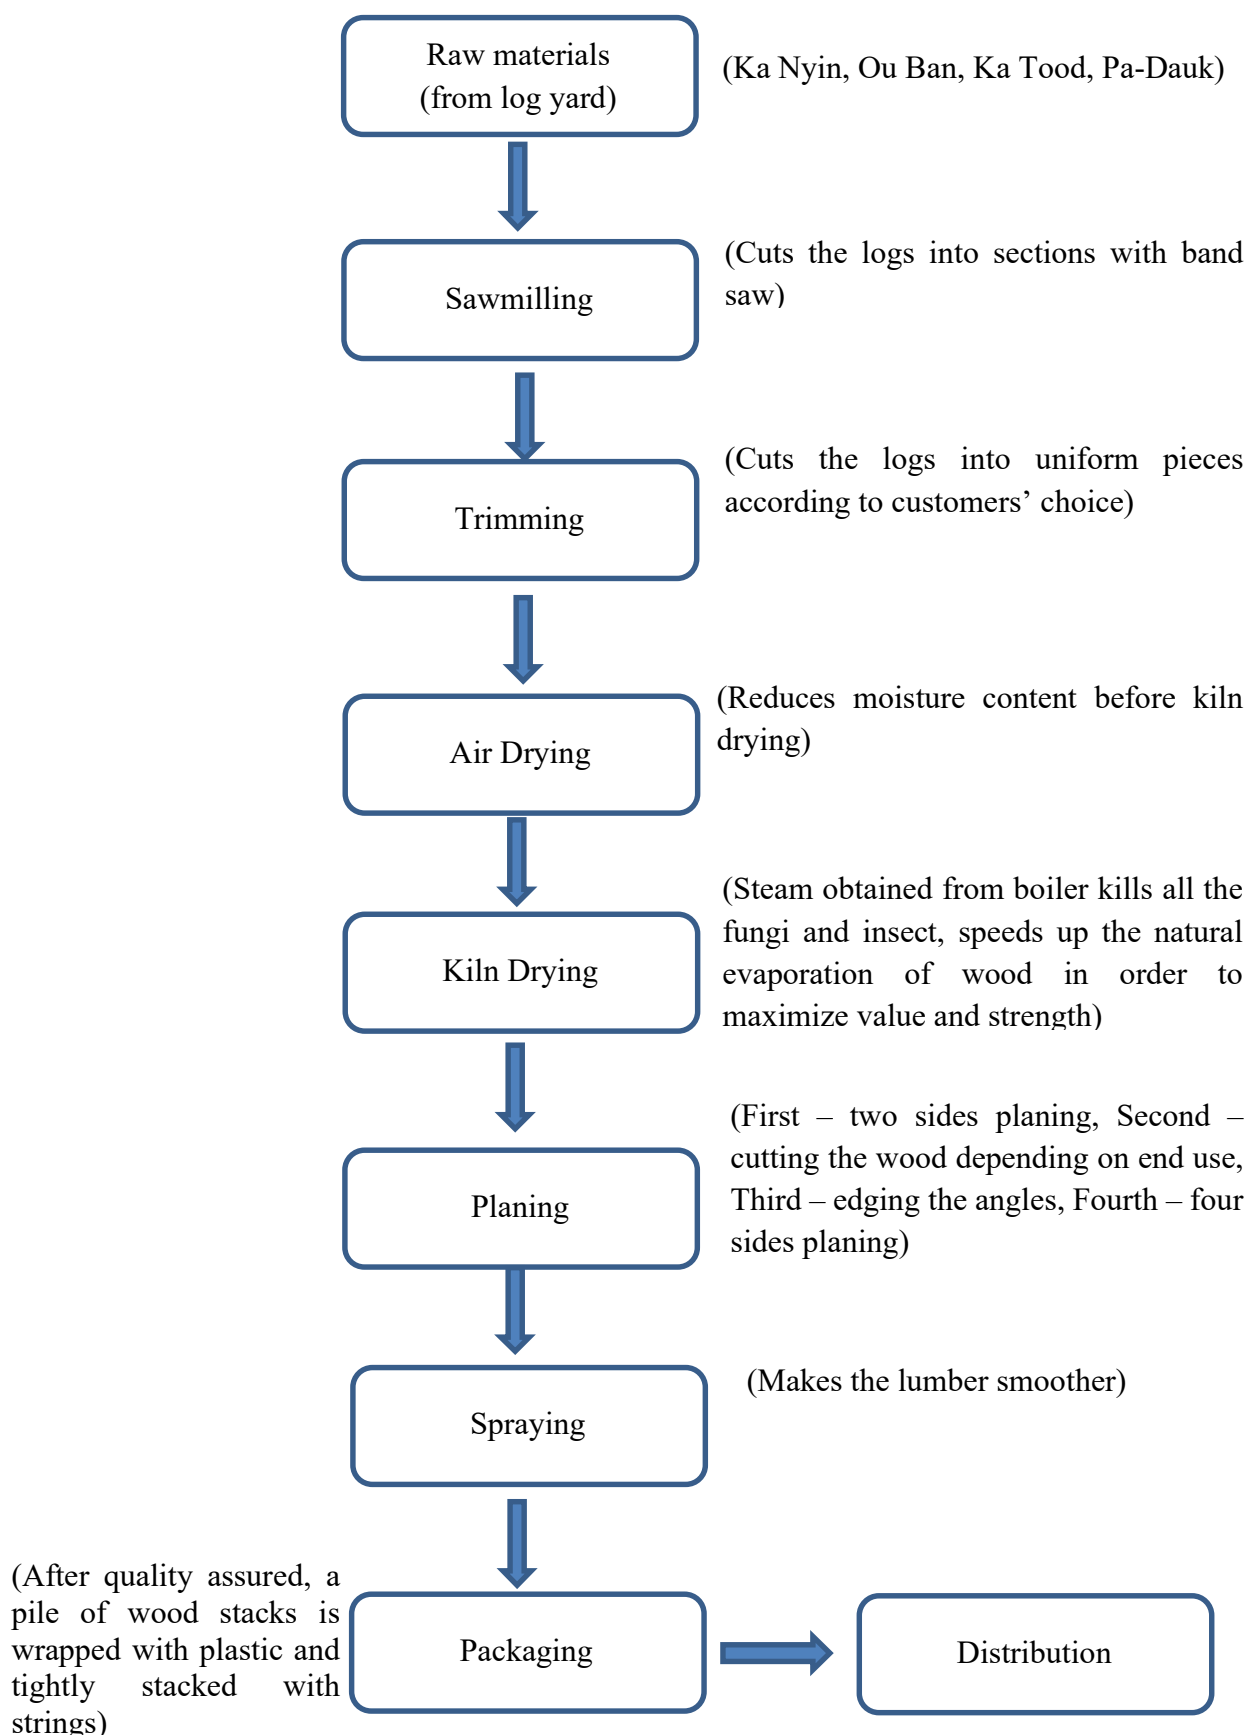 Raw materials
(from log yard)
(Ka Nyin, Ou Ban, Ka Tood, Pa-Dauk)
Sawmilling
(Cuts the logs into sections with band
saw)
Trimming
(Cuts the logs into uniform pieces
according to customers’ choice)
Air Drying
(Reduces moisture content before kiln
drying)
Kiln Drying
(Steam obtained from boiler kills all the
fungi and insect, speeds up the natural
evaporation of wood in order to
maximize value and strength)
Planing
(First – two sides planing, Second –
cutting the wood depending on end use,
Third – edging the angles, Fourth – four
sides planing)
Spraying
(Makes the lumber smoother)
(After quality assured, a
pile of wood stacks is
wrapped with plastic and
tightly stacked with
strings)
Packaging
Distribution